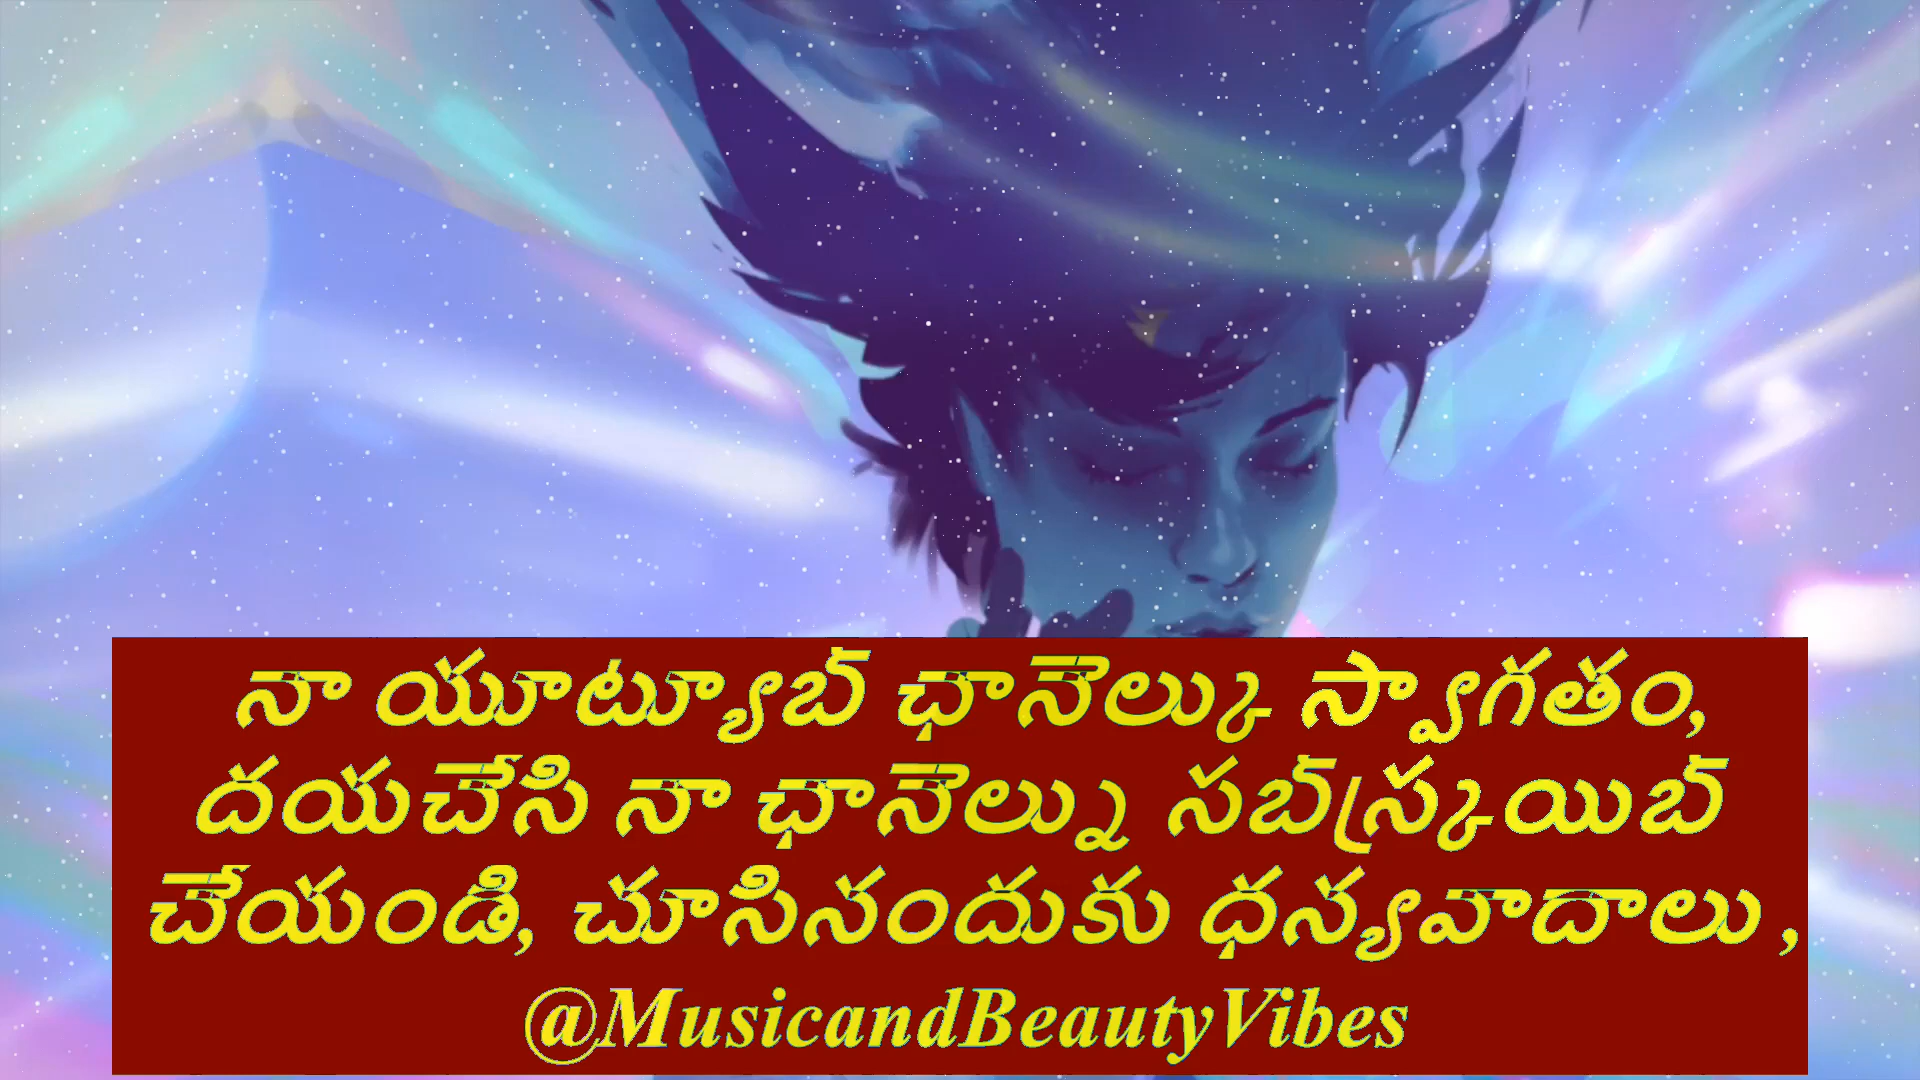 నా యూట్యూబ్ ఛానెల్కు స్వాగతం,
దయచేసి నా ఛానెల్ను సబ్‌స్క్రయిబ్
చేయండి, చూసినందుకు ధన్యవాదాలు ,
@MusicandBeautyVibes